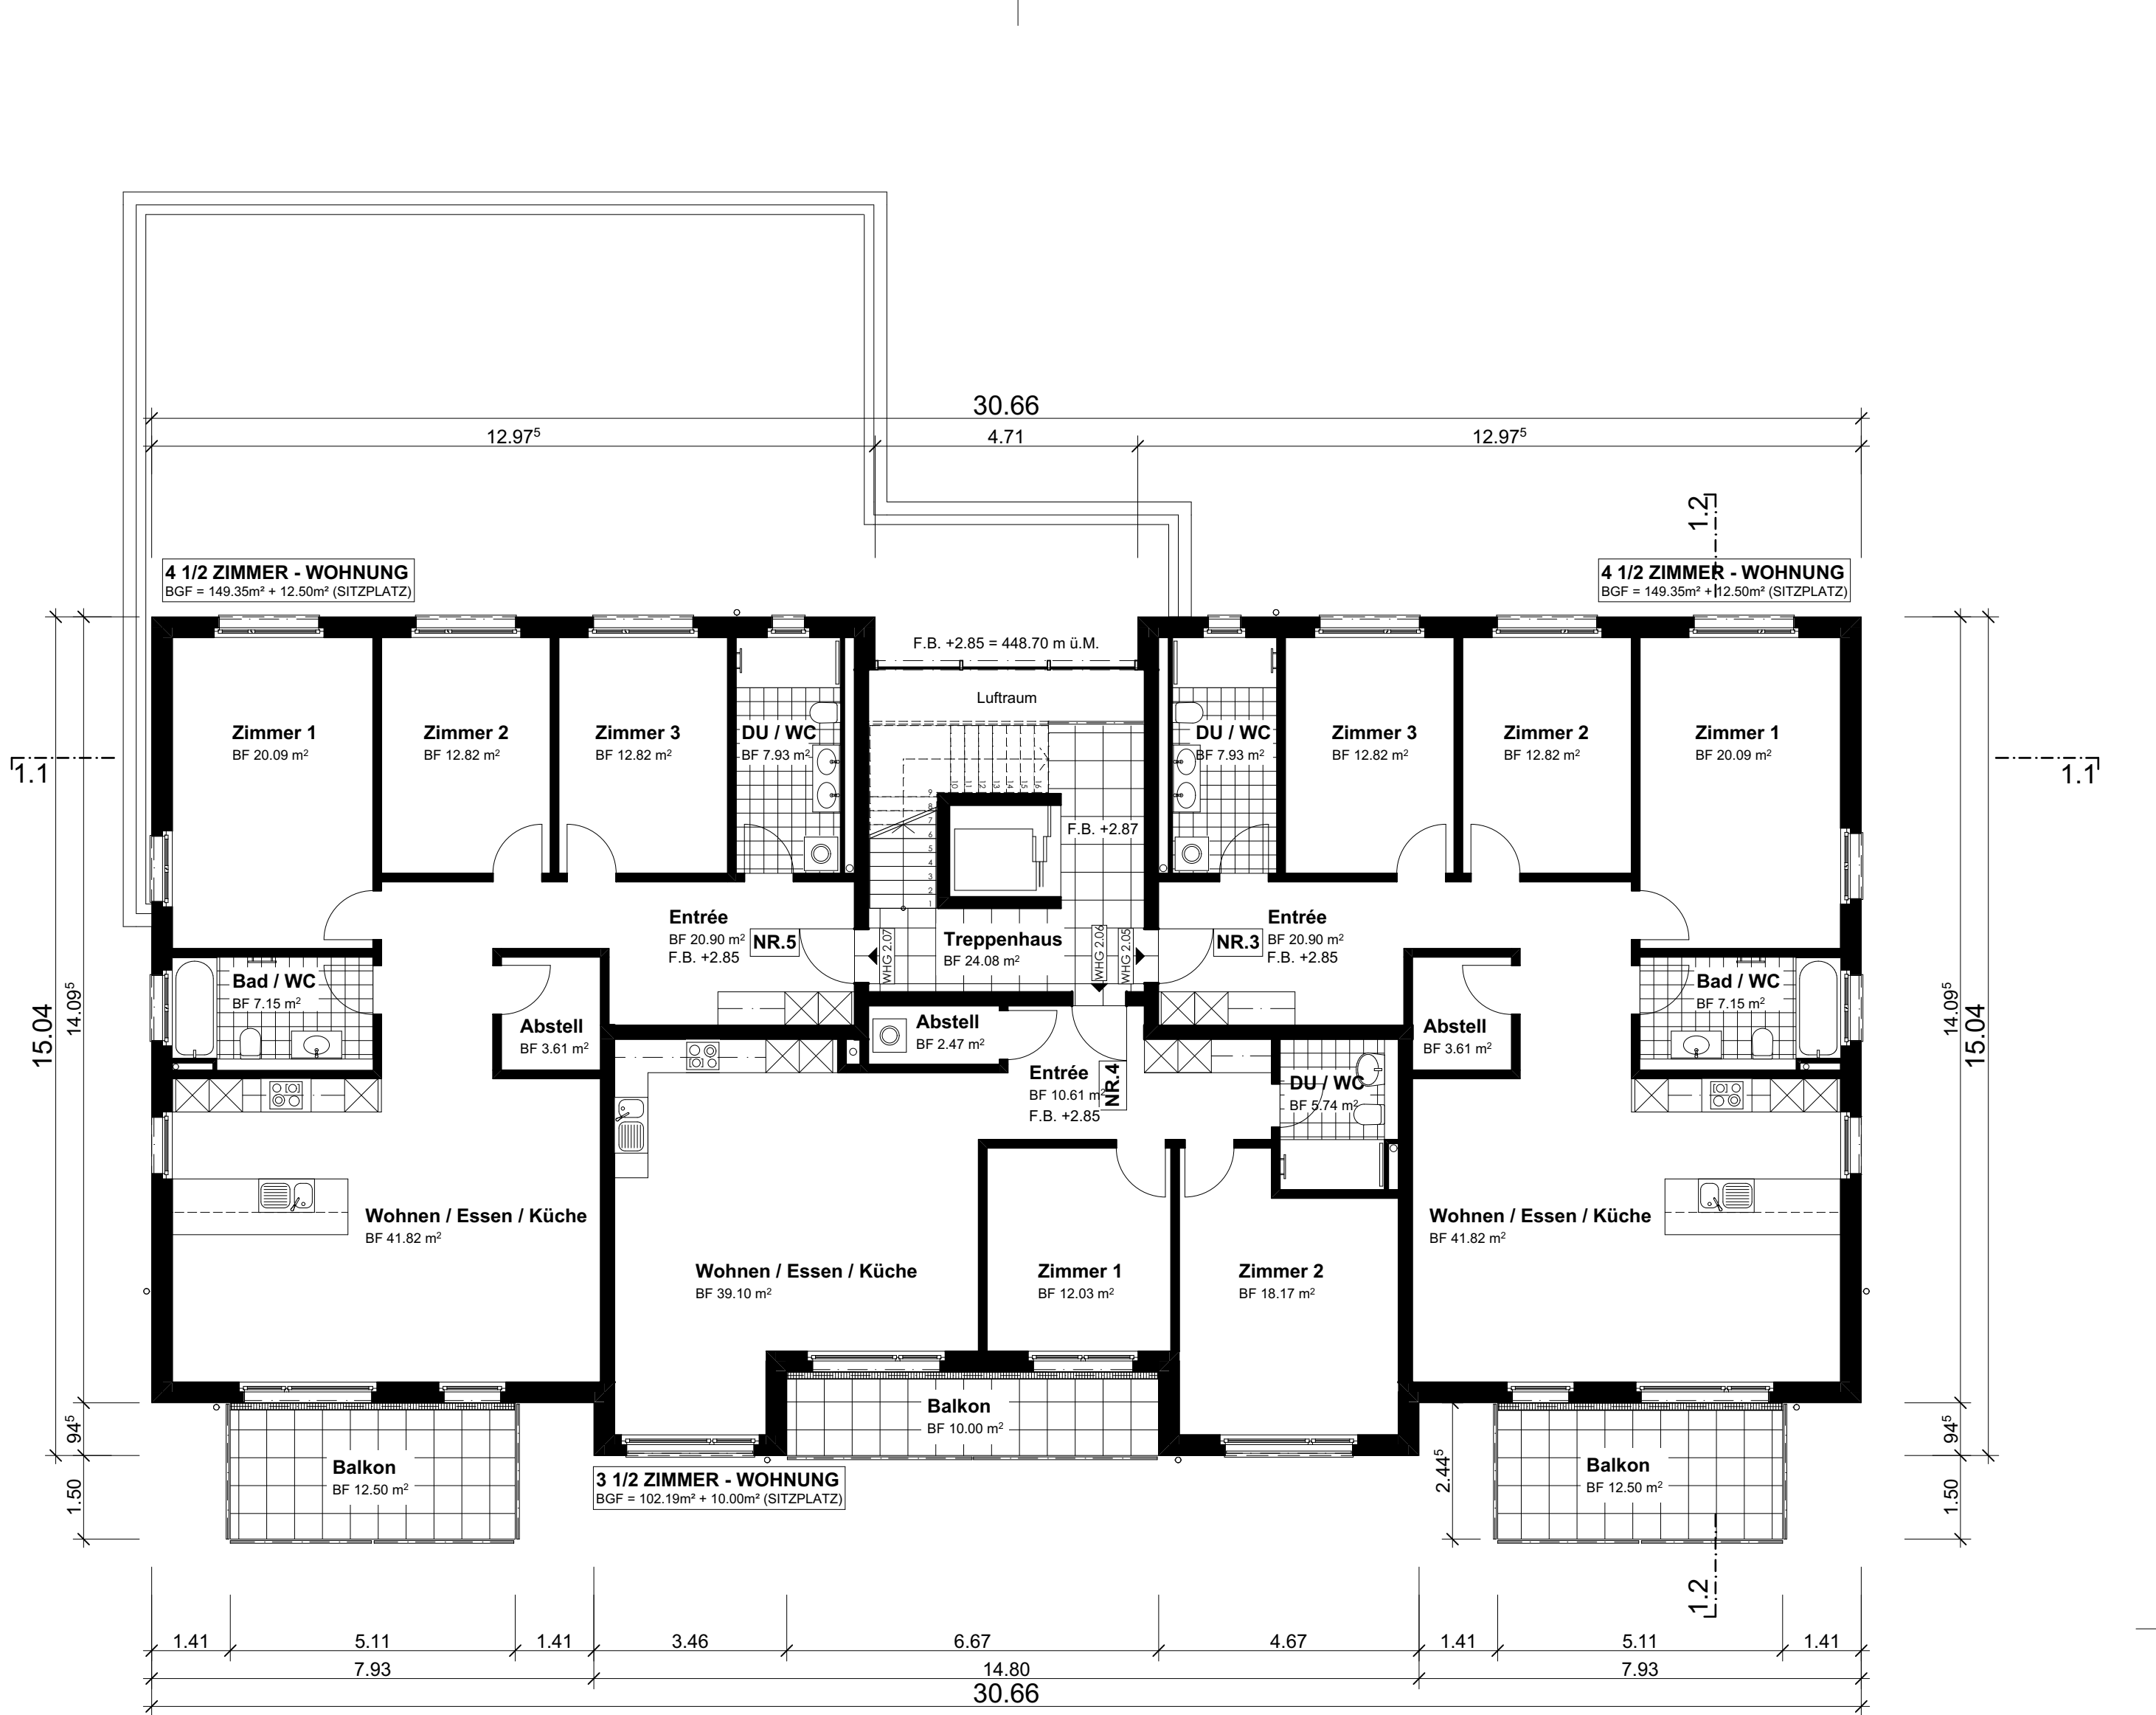 30.66
12.97⁵
4.71
12.97⁵
1.2
4 1/2 ZIMMER - WOHNUNG
BGF = 149.35m² + 12.50m² (SITZPLATZ)
4 1/2 ZIMMER - WOHNUNG
BGF = 149.35m² + 12.50m² (SITZPLATZ)
F.B. +2.85 = 448.70 m ü.M.
Luftraum
Zimmer 1
BF 20.09 m²
Zimmer 2
BF 12.82 m²
Zimmer 3
BF 12.82 m²
DU / WC
BF 7.93 m²
DU / WC
BF 7.93 m²
Zimmer 3
BF 12.82 m²
Zimmer 2
BF 12.82 m²
Zimmer 1
BF 20.09 m²
1.1
1.1
9
8
7
6
5
4
3
2
1
F.B. +2.87
Entrée
BF 20.90 m²
F.B. +2.85
NR.5
WHG 2.07
Treppenhaus
BF 24.08 m²
WHG 2.06
WHG 2.05
NR.3
Entrée
BF 20.90 m²
F.B. +2.85
Bad / WC
BF 7.15 m²
Bad / WC
BF 7.15 m²
15.04
14.09⁵
14.09⁵
15.04
Abstell
BF 3.61 m²
Abstell
BF 2.47 m²
Abstell
BF 3.61 m²
Entrée
BF 10.61 m²
F.B. +2.85
NR.4
DU / WC
BF 5.74 m²
Wohnen / Essen / Küche
BF 41.82 m²
Wohnen / Essen / Küche
BF 41.82 m²
Wohnen / Essen / Küche
BF 39.10 m²
Zimmer 1
BF 12.03 m²
Zimmer 2
BF 18.17 m²
Balkon
BF 10.00 m²
94⁵
94⁵
Balkon
BF 12.50 m²
3 1/2 ZIMMER - WOHNUNG
BGF = 102.19m² + 10.00m² (SITZPLATZ)
2.44⁵
Balkon
BF 12.50 m²
1.50
1.50
1.2
1.41
5.11
1.41
3.46
6.67
4.67
1.41
5.11
1.41
7.93
14.80
7.93
30.66